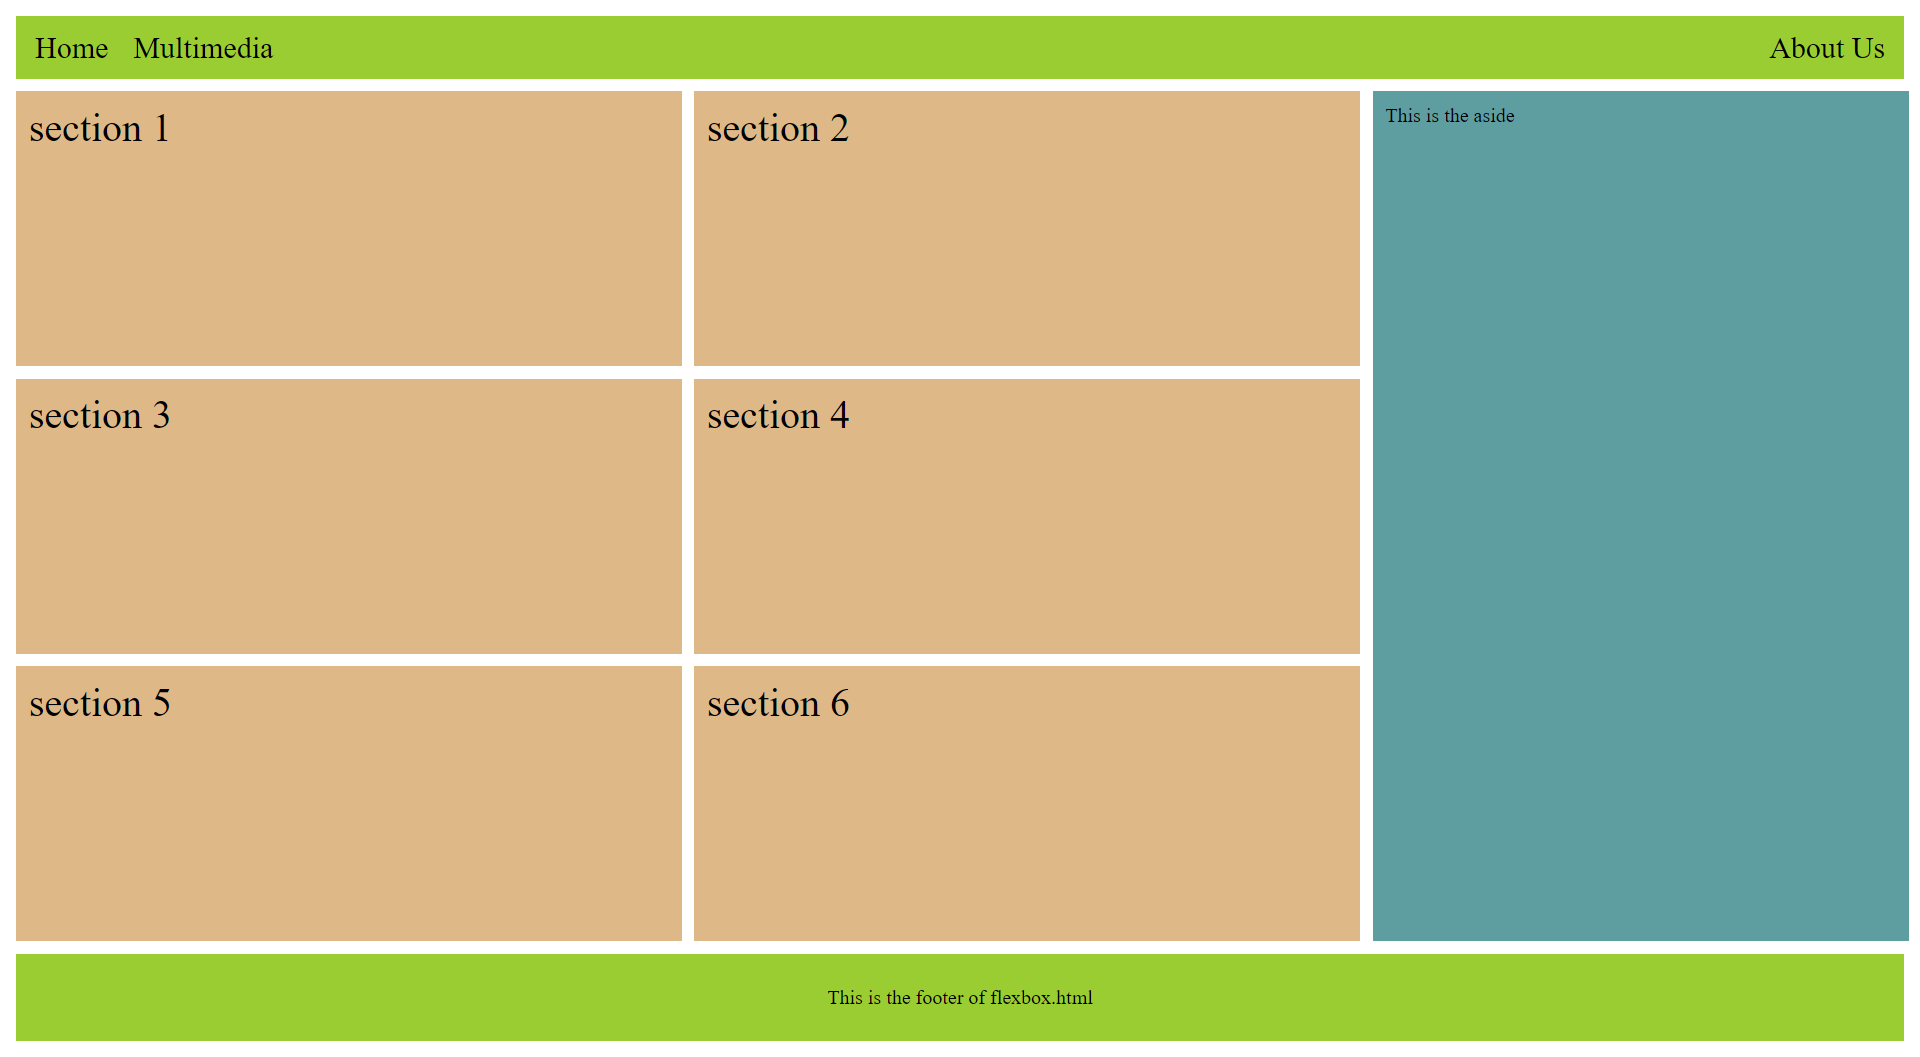 Home Multimedia About Us
section 1
section 2
This is the aside
section 3
section 4
section 5
section 6
This is the footer of flexbox.html